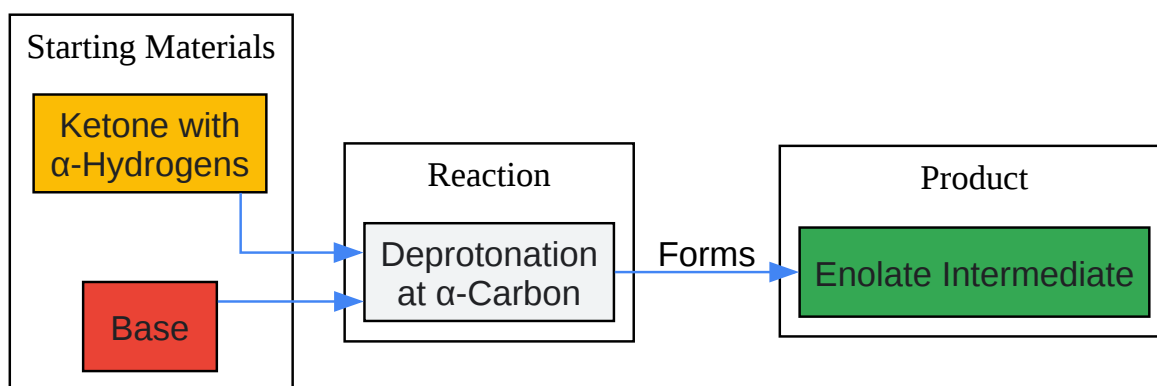 Starting Materials
Ketone with
α-Hydrogens
Base
Reaction
Deprotonation
at α-Carbon
Forms
Product
Enolate Intermediate